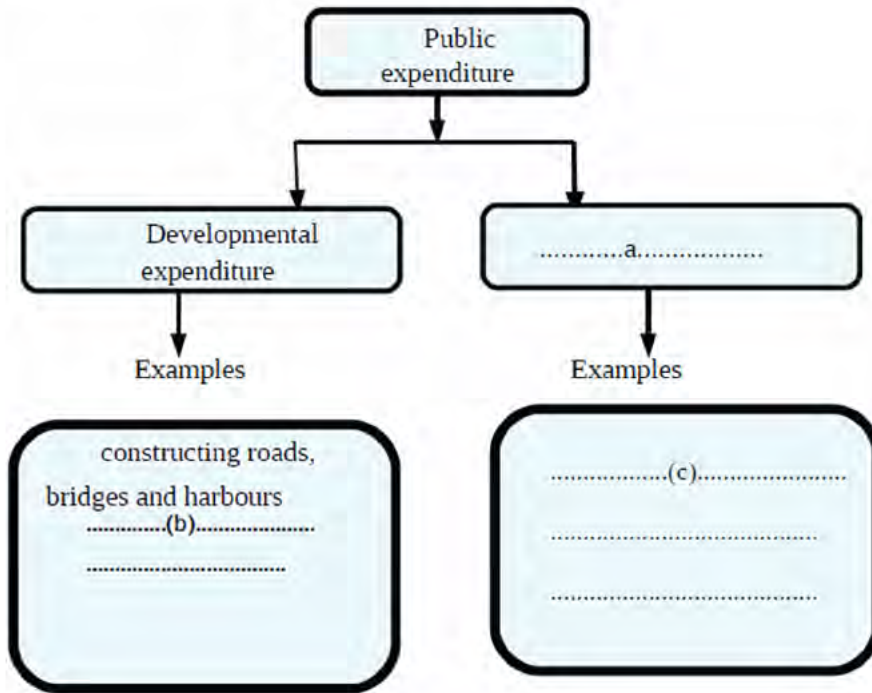 Public
expenditure
Developmental
expenditure
............a..................
Examples
Examples
constructing roads,
bridges and harbours
.............(b)....................
.................................
..................(c).......................
.........................................
.........................................